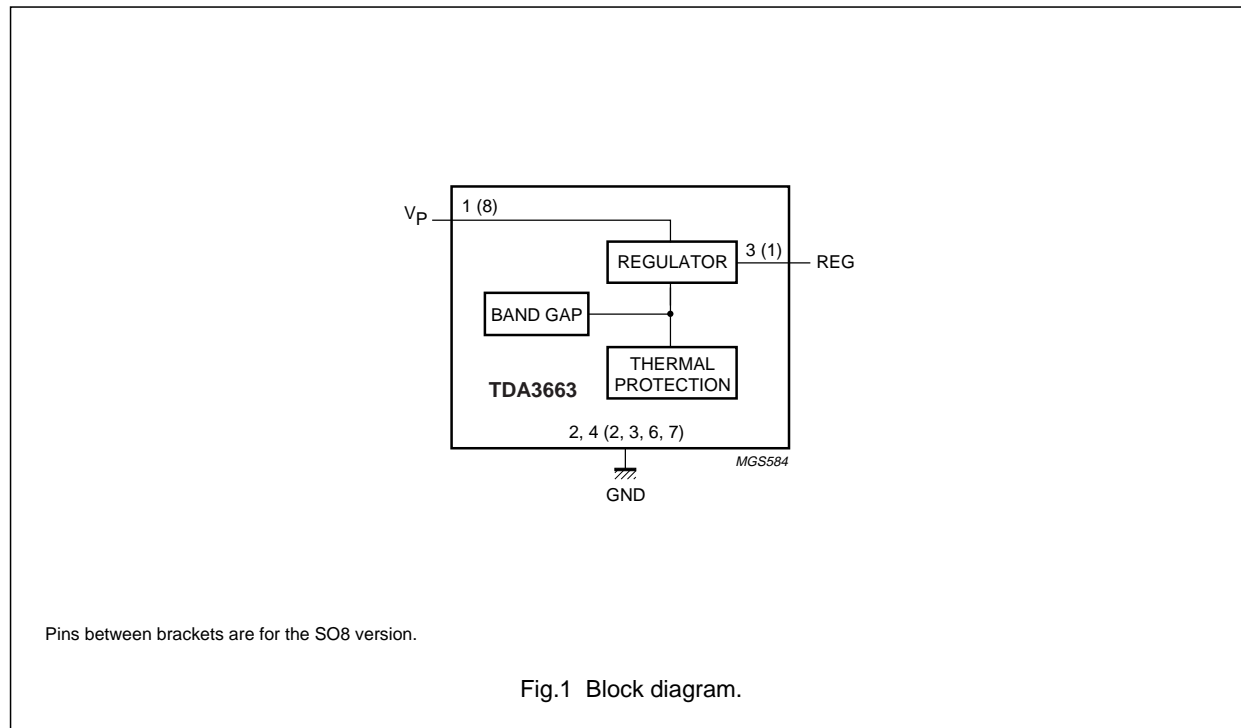 V_P
1 (8)
REGULATOR
3 (1)
REG
BAND GAP
THERMAL
PROTECTION
TDA3663
2, 4 (2, 3, 6, 7)
MGS584
GND
Pins between brackets are for the SO8 version.
Fig.1 Block diagram.